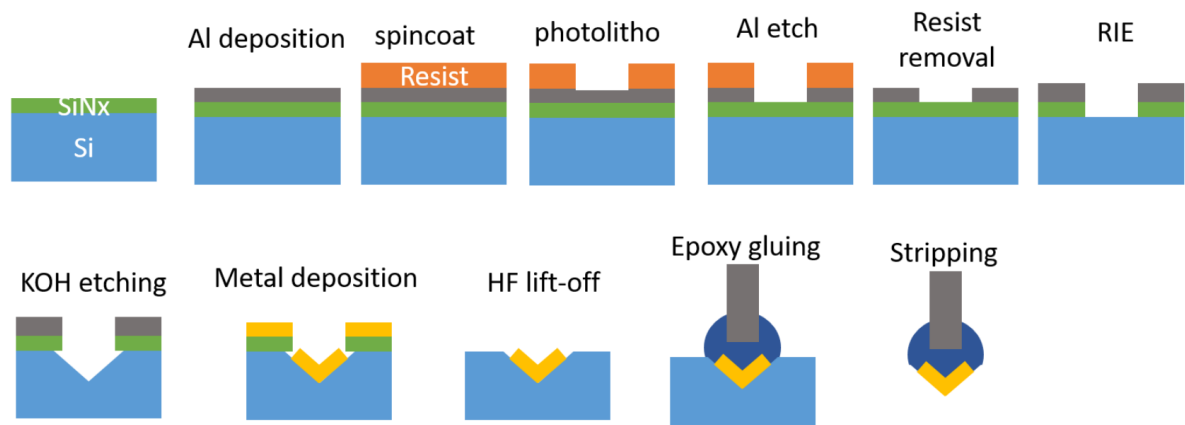 Al deposition
spincoat
photolitho
Al etch
Resist
removal
RIE
Resist
SiNx
Si
KOH etching
Metal deposition
HF lift-off
Epoxy gluing
Stripping